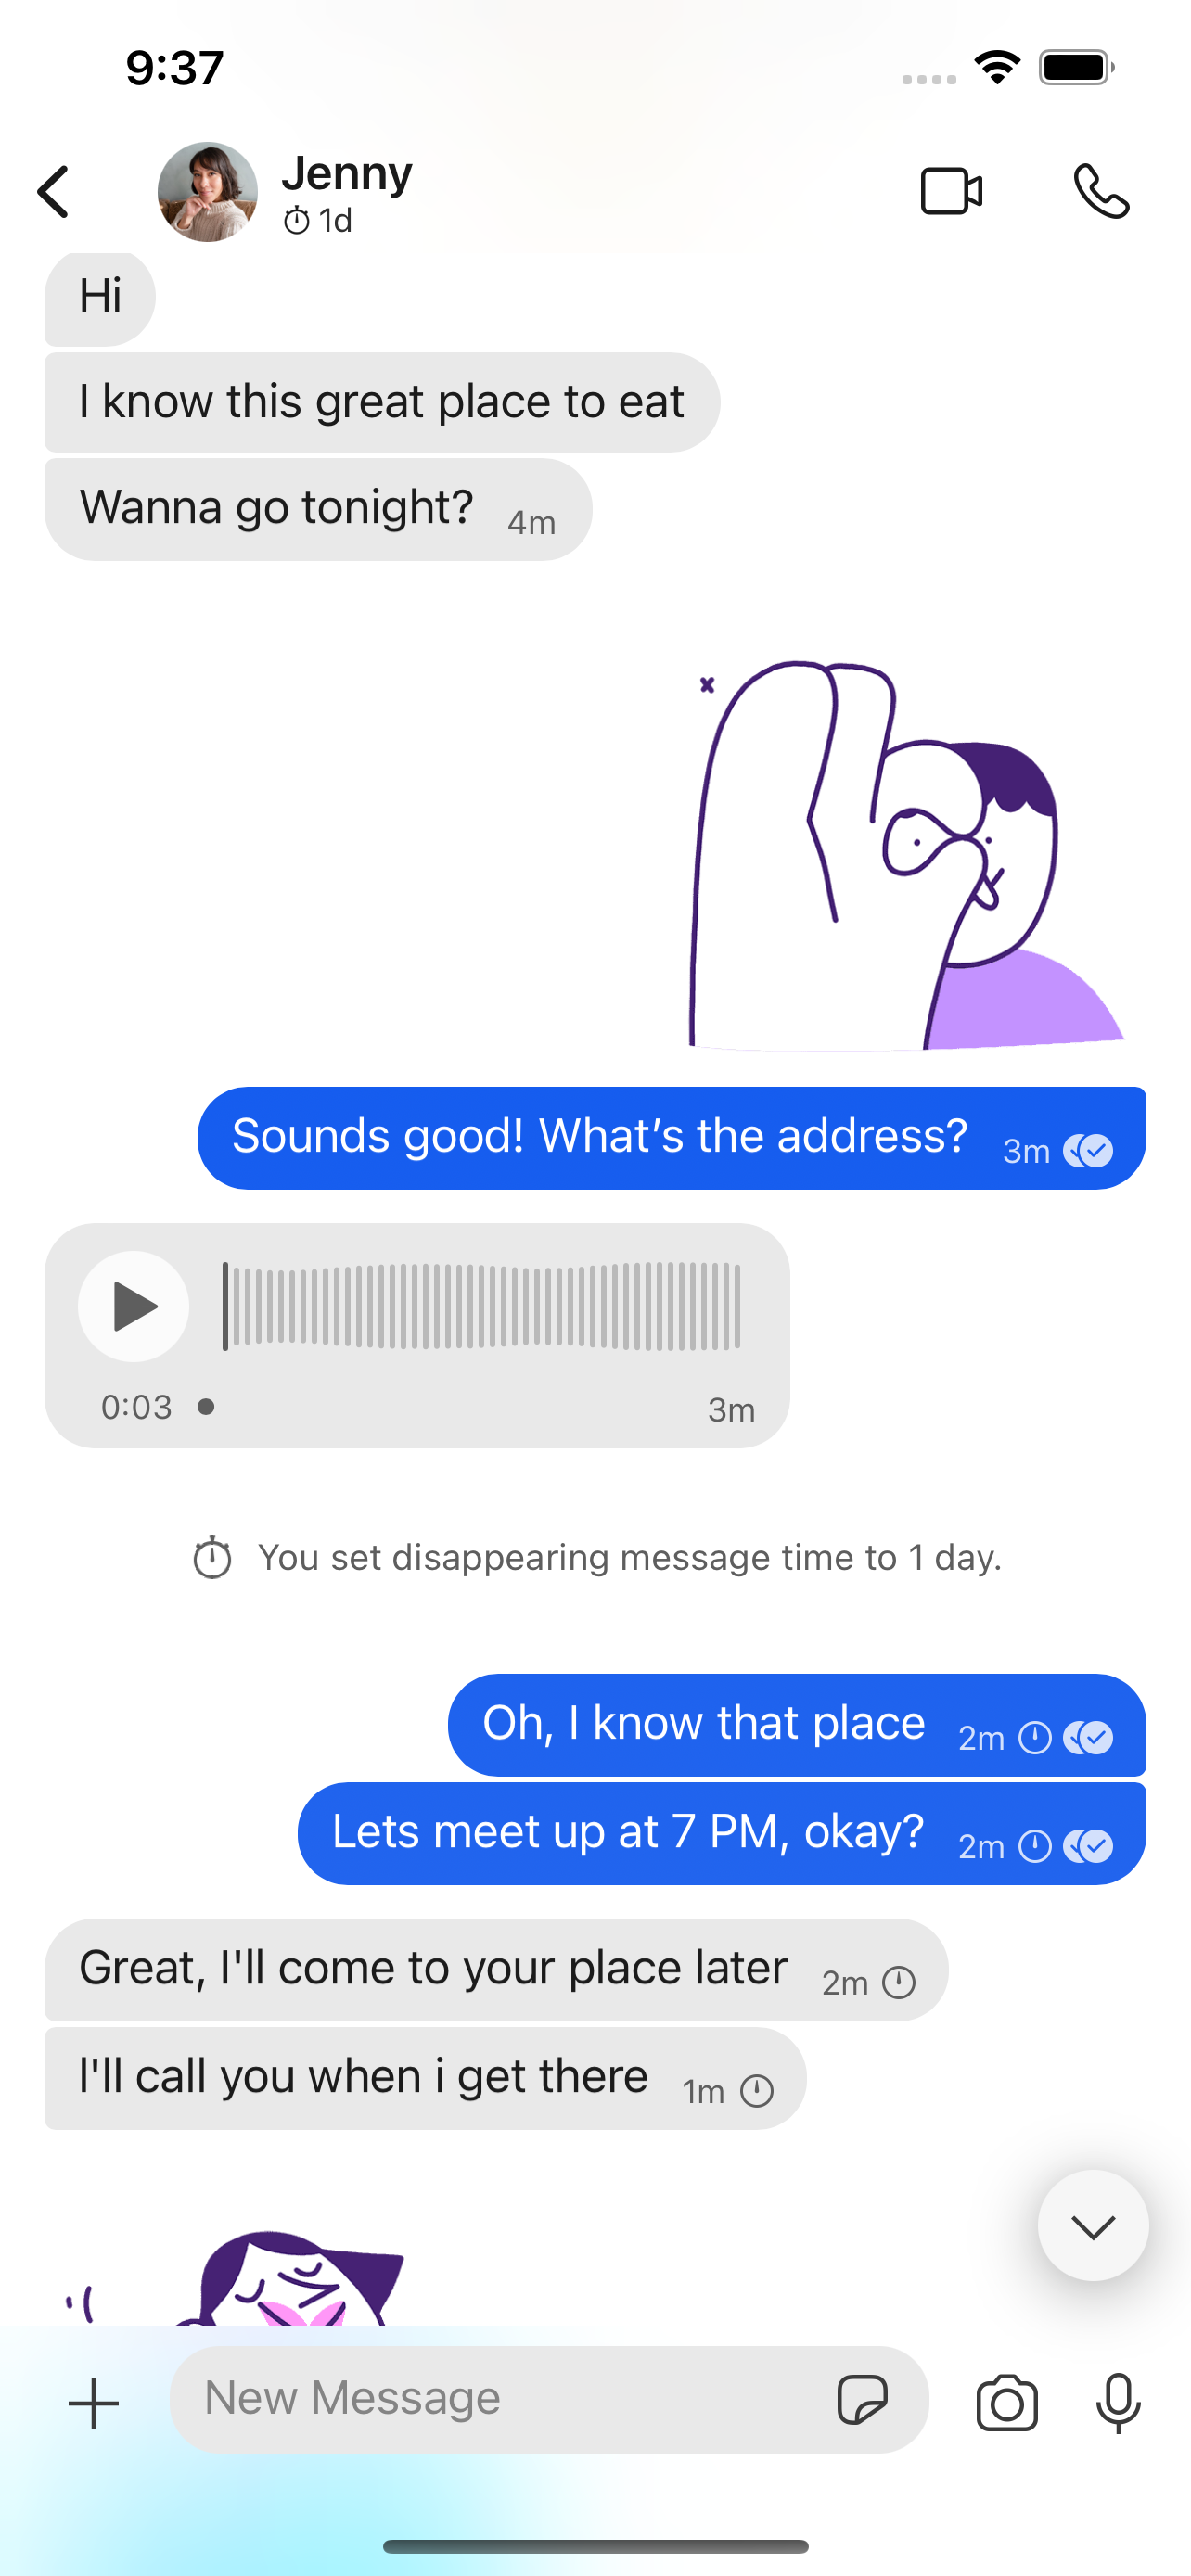 9:37
Jenny
1d
Hi
I know this great place to eat
Wanna go tonight? 4m
Sounds good! What’s the address? 3m
0:03 3m
You set disappearing message time to 1 day.
Oh, I know that place 2m
Lets meet up at 7 PM, okay? 2m
Great, I'll come to your place later 2m
I'll call you when i get there 1m
New Message